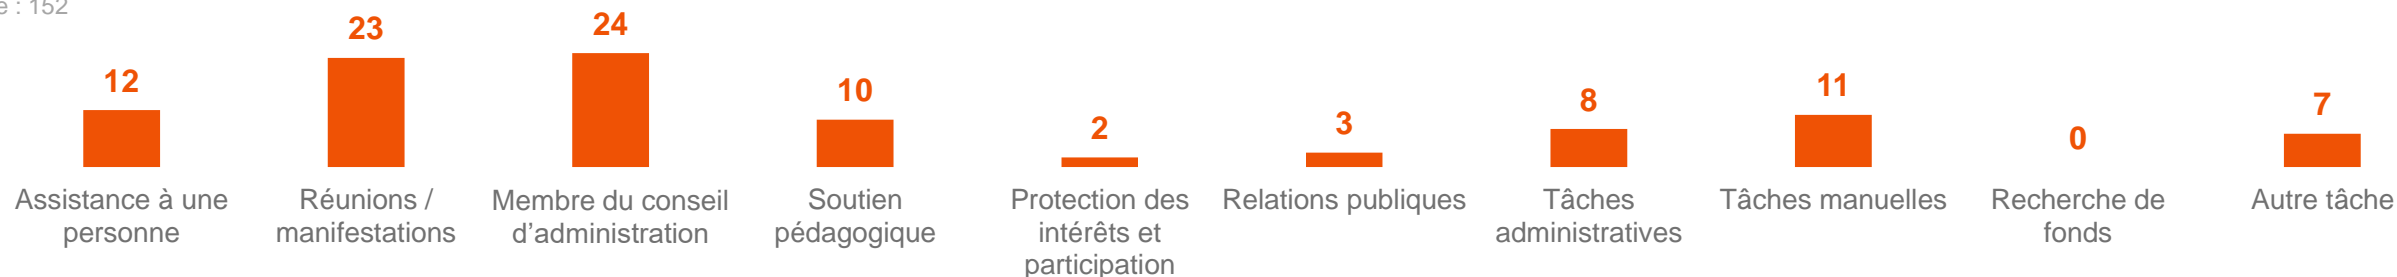 : 152
12
23
24
10
2
3
8
11
0
7
Assistance à une
personne
Réunions /
manifestations
Membre du conseil
d’administration
Soutien
pédagogique
Protection des
intérêts et
participation
Relations publiques
Tâches
administratives
Tâches manuelles
Recherche de
fonds
Autre tâche